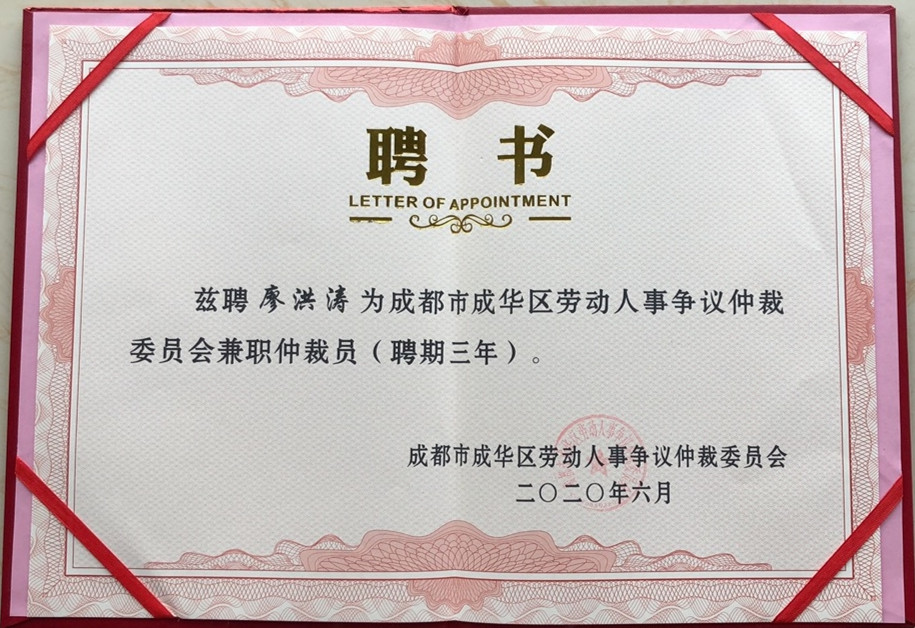 聘 书
LETTER OF APPOINTMENT
兹聘 廖洪涛 为成都市成华区劳动人事争议仲裁
委员会兼职仲裁员（聘期三年）。
成都市成华区劳动人事争议仲裁委员会
二〇二〇年六月